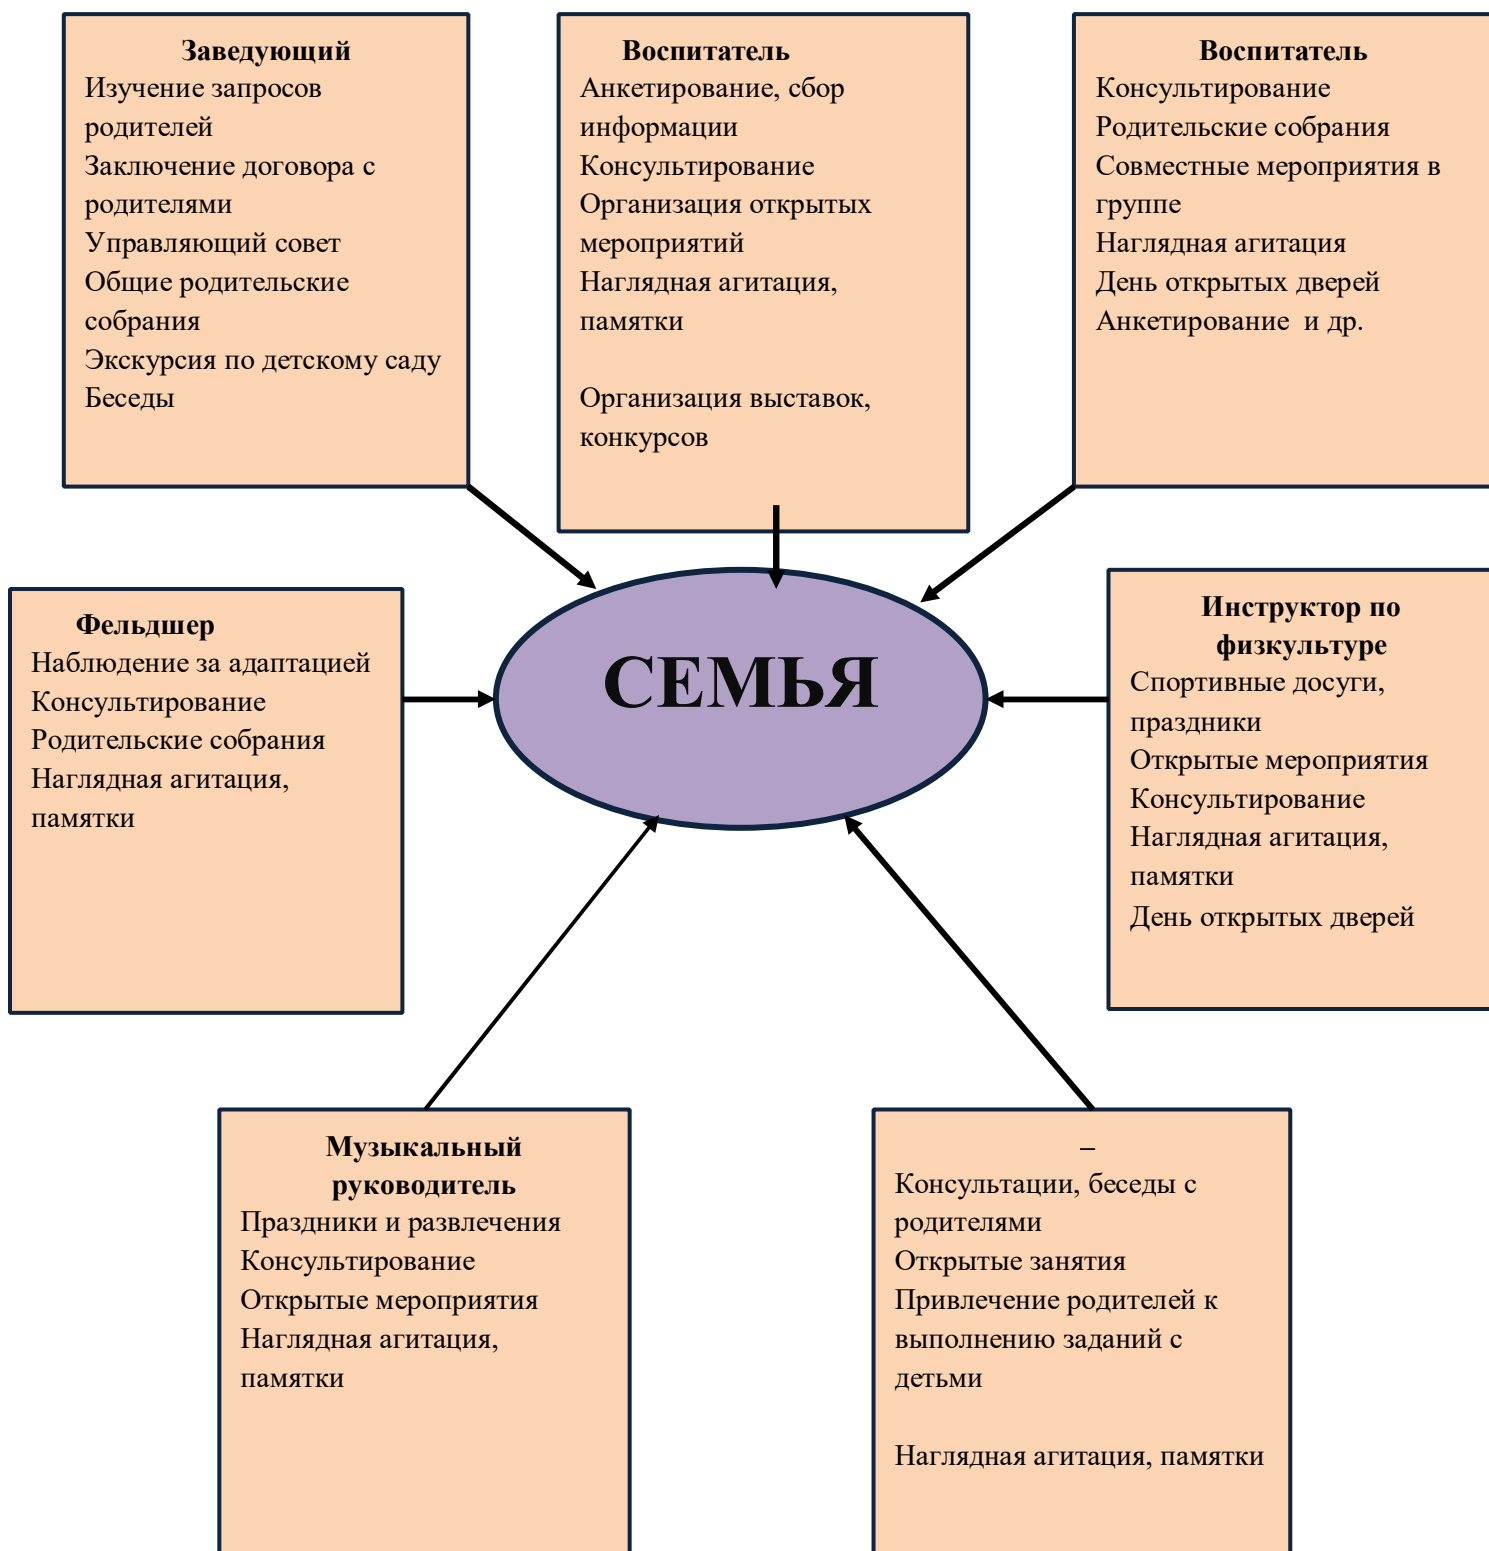 Заведующий
Изучение запросов
родителей
Заключение договора с
родителями
Управляющий совет
Общие родительские
собрания
Экскурсия по детскому саду
Беседы
Воспитатель
Анкетирование, сбор
информации
Консультирование
Организация открытых
мероприятий
Наглядная агитация,
памятки
Организация выставок,
конкурсов
Воспитатель
Консультирование
Родительские собрания
Совместные мероприятия в
группе
Наглядная агитация
День открытых дверей
Анкетирование  и др.
Фельдшер
Наблюдение за адаптацией
Консультирование
Родительские собрания
Наглядная агитация,
памятки
СЕМЬЯ
Инструктор по
физкультуре
Спортивные досуги,
праздники
Открытые мероприятия
Консультирование
Наглядная агитация,
памятки
День открытых дверей
Музыкальный
руководитель
Праздники и развлечения
Консультирование
Открытые мероприятия
Наглядная агитация,
памятки
–
Консультации, беседы с
родителями
Открытые занятия
Привлечение родителей к
выполнению заданий с
детьми
Наглядная агитация, памятки